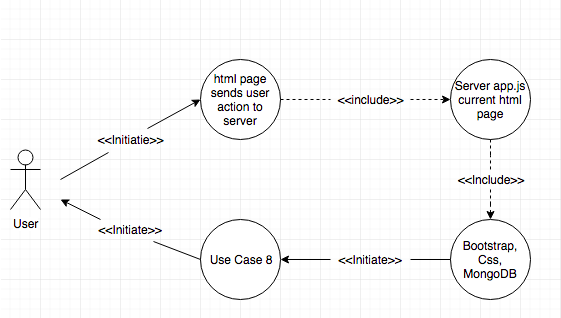 html page
sends user
action to
server
<<include>>
Server app.js
current html
page
<<Initiatie>>
<<Include>>
User
<<Initiate>>
Use Case 8
<<Initiate>>
Bootstrap,
Css,
MongoDB